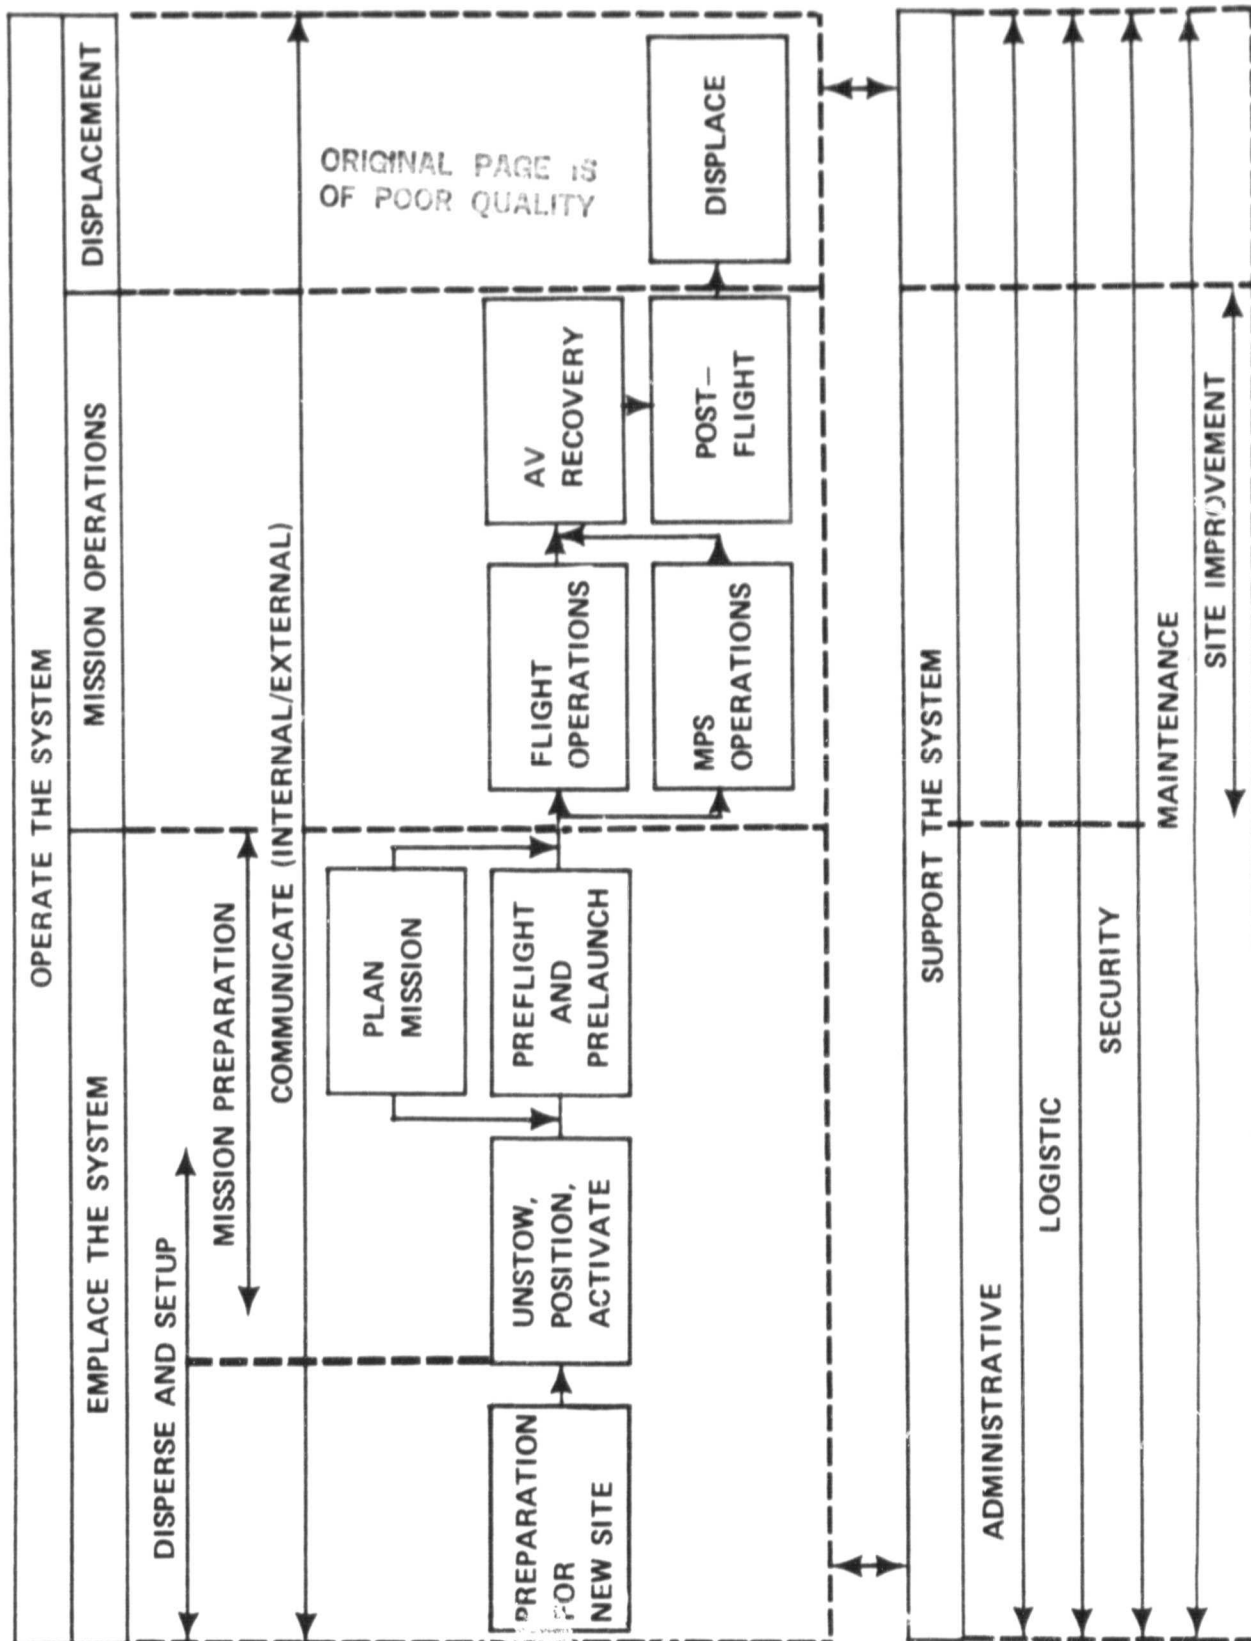 OPERATE THE SYSTEM
EMPLACE THE SYSTEM
MISSION OPERATIONS
DISPLACEMENT
DISPERSE AND SETUP
MISSION PREPARATION
COMMUNICATE (INTERNAL/EXTERNAL)
ORIGINAL PAGE IS
OF POOR QUALITY
PLAN
MISSION
PREPARATION
FOR
NEW SITE
UNSTOW,
POSITION,
ACTIVATE
PREFLIGHT
AND
PRELAUNCH
FLIGHT
OPERATIONS
AV
RECOVERY
MPS
OPERATIONS
POST—
FLIGHT
DISPLACE
SUPPORT THE SYSTEM
ADMINISTRATIVE
LOGISTIC
SECURITY
MAINTENANCE
SITE IMPROVEMENT